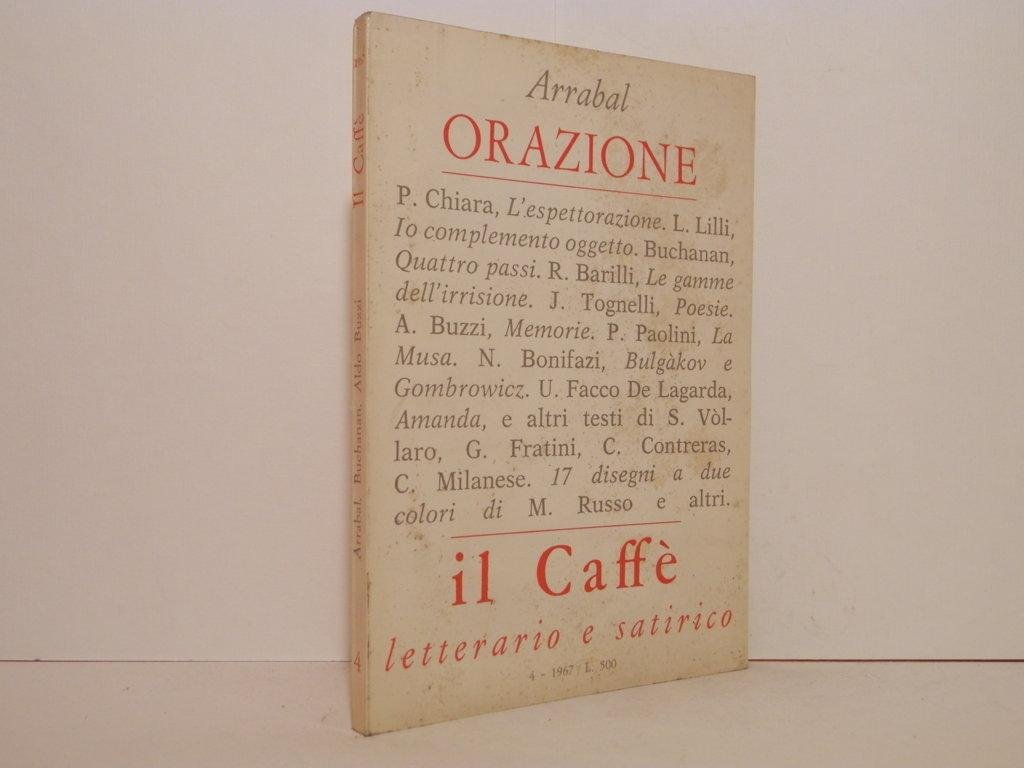 Arrabal
ORAZIONE
P. Chiara, L'espettorazione. L. Lilli,
Io complemento oggetto. Buchanan,
Quattro passi. R. Barilli, Le gamme
dell'irrisione. J. Tognelli, Poesie.
A. Buzzi, Memorie. P. Paolini, La
Musa. N. Bonifazi, Bulgàkov e
Gombrowicz. U. Facco De Lagarda,
Amanda, e altri testi di S. Vòl-
laro, G. Fratini, C. Contreras,
C. Milanese. 17 disegni a due
colori di M. Russo e altri.
il Caffè
letterario e satirico
4 - 1967 L. 500
Il Caffè
Arrabal. Buchanan. Aldo Buzzi
4